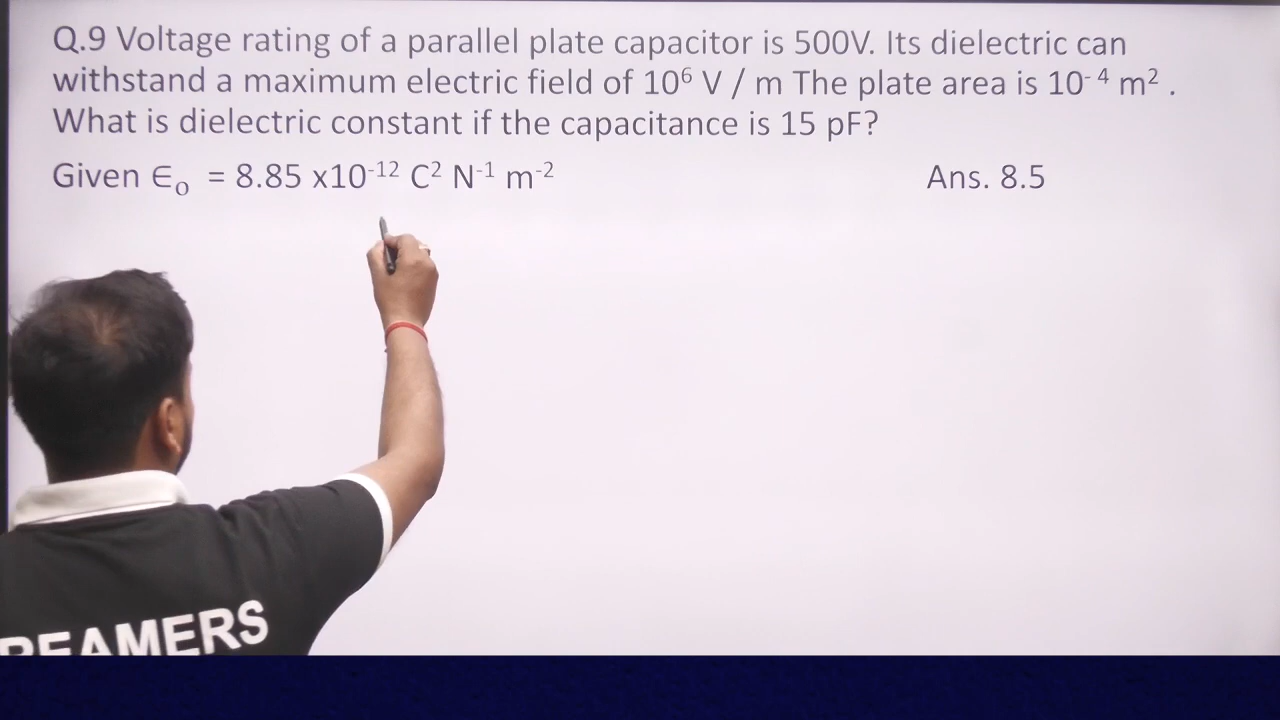 Q.9 Voltage rating of a parallel plate capacitor is 500V. Its dielectric can
withstand a maximum electric field of 10⁶ V / m The plate area is 10⁻⁴ m² .
What is dielectric constant if the capacitance is 15 pF?
Given ϵ₀ = 8.85 x10⁻¹² C² N⁻¹ m⁻²
Ans. 8.5